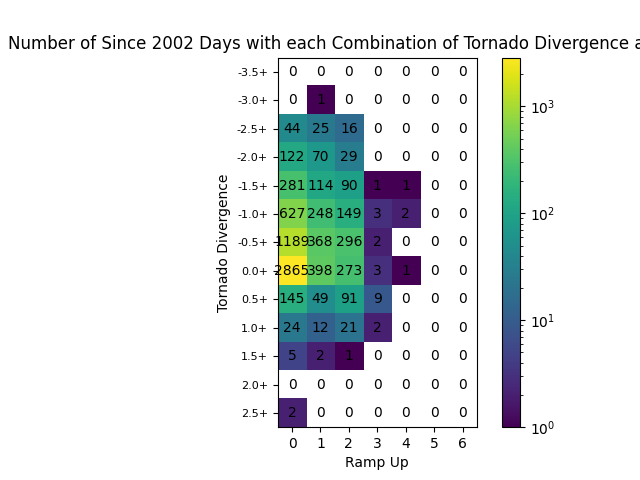 Number of Since 2002 Days with each Combination of Tornado Divergence a
-3.5+ 0 0 0 0 0 0 0
-3.0+ 0 1 0 0 0 0 0
-2.5+ 44 25 16 0 0 0 0
-2.0+ 122 70 29 0 0 0 0
-1.5+ 281 114 90 1 1 0 0
-1.0+ 627 248 149 3 2 0 0
-0.5+ 1189 368 296 2 0 0 0
0.0+ 2865 398 273 3 1 0 0
0.5+ 145 49 91 9 0 0 0
1.0+ 24 12 21 2 0 0 0
1.5+ 5 2 1 0 0 0 0
2.0+ 0 0 0 0 0 0 0
2.5+ 2 0 0 0 0 0 0
0 1 2 3 4 5 6
Ramp Up
Tornado Divergence
10³
10²
10¹
10⁰